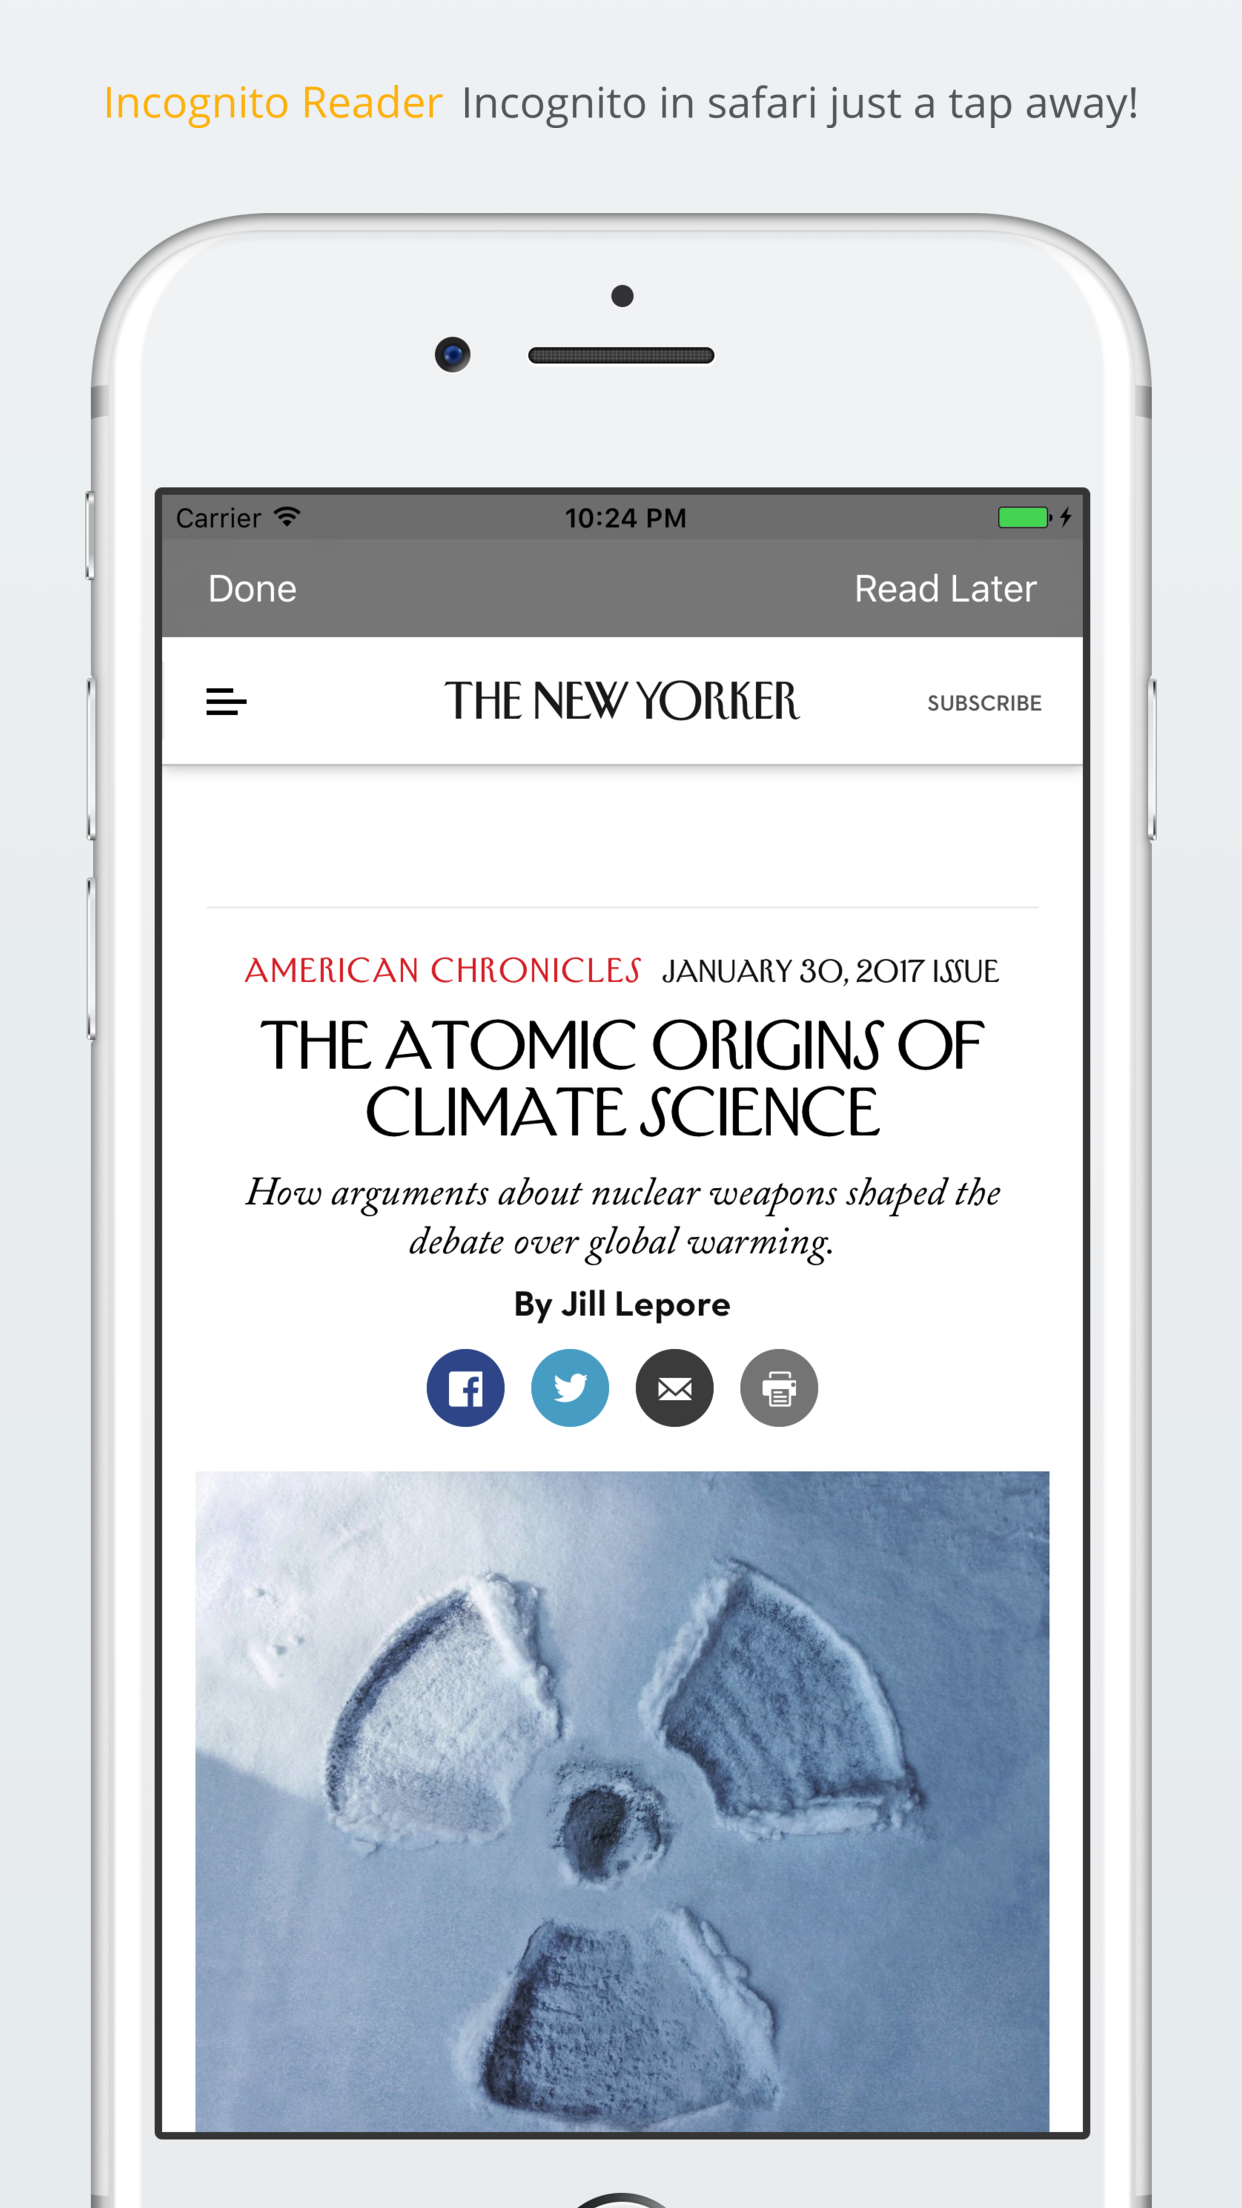 Incognito Reader Incognito in safari just a tap away!
Carrier 10:24 PM
Done Read Later
THE NEW YORKER SUBSCRIBE
AMERICAN CHRONICLES JANUARY 30, 2017 ISSUE
THE ATOMIC ORIGINS OF
CLIMATE SCIENCE
How arguments about nuclear weapons shaped the
debate over global warming.
By Jill Lepore